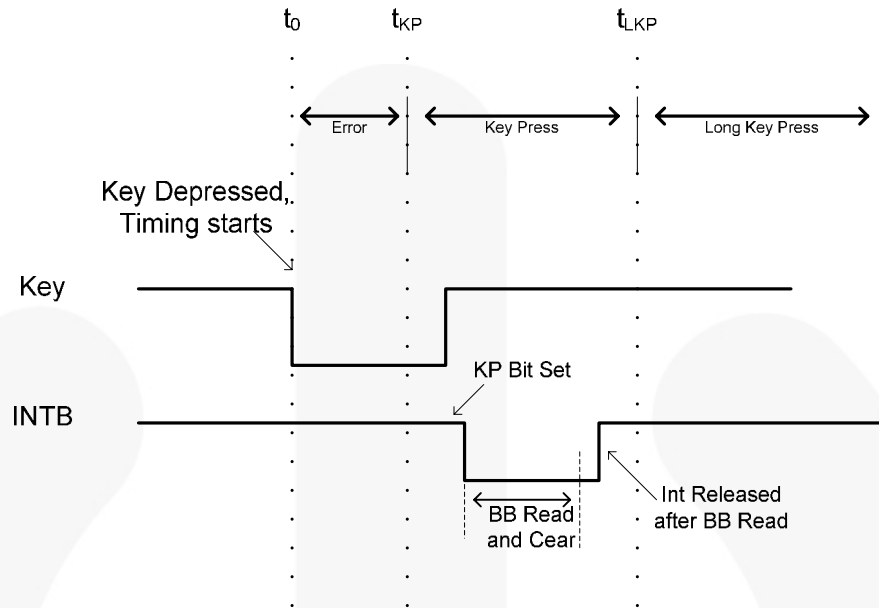 t0 tKP tLKP
Error Key Press Long Key Press
Key Depressed,
Timing starts
Key
KP Bit Set
INTB
Int Released
after BB Read
BB Read
and Cear